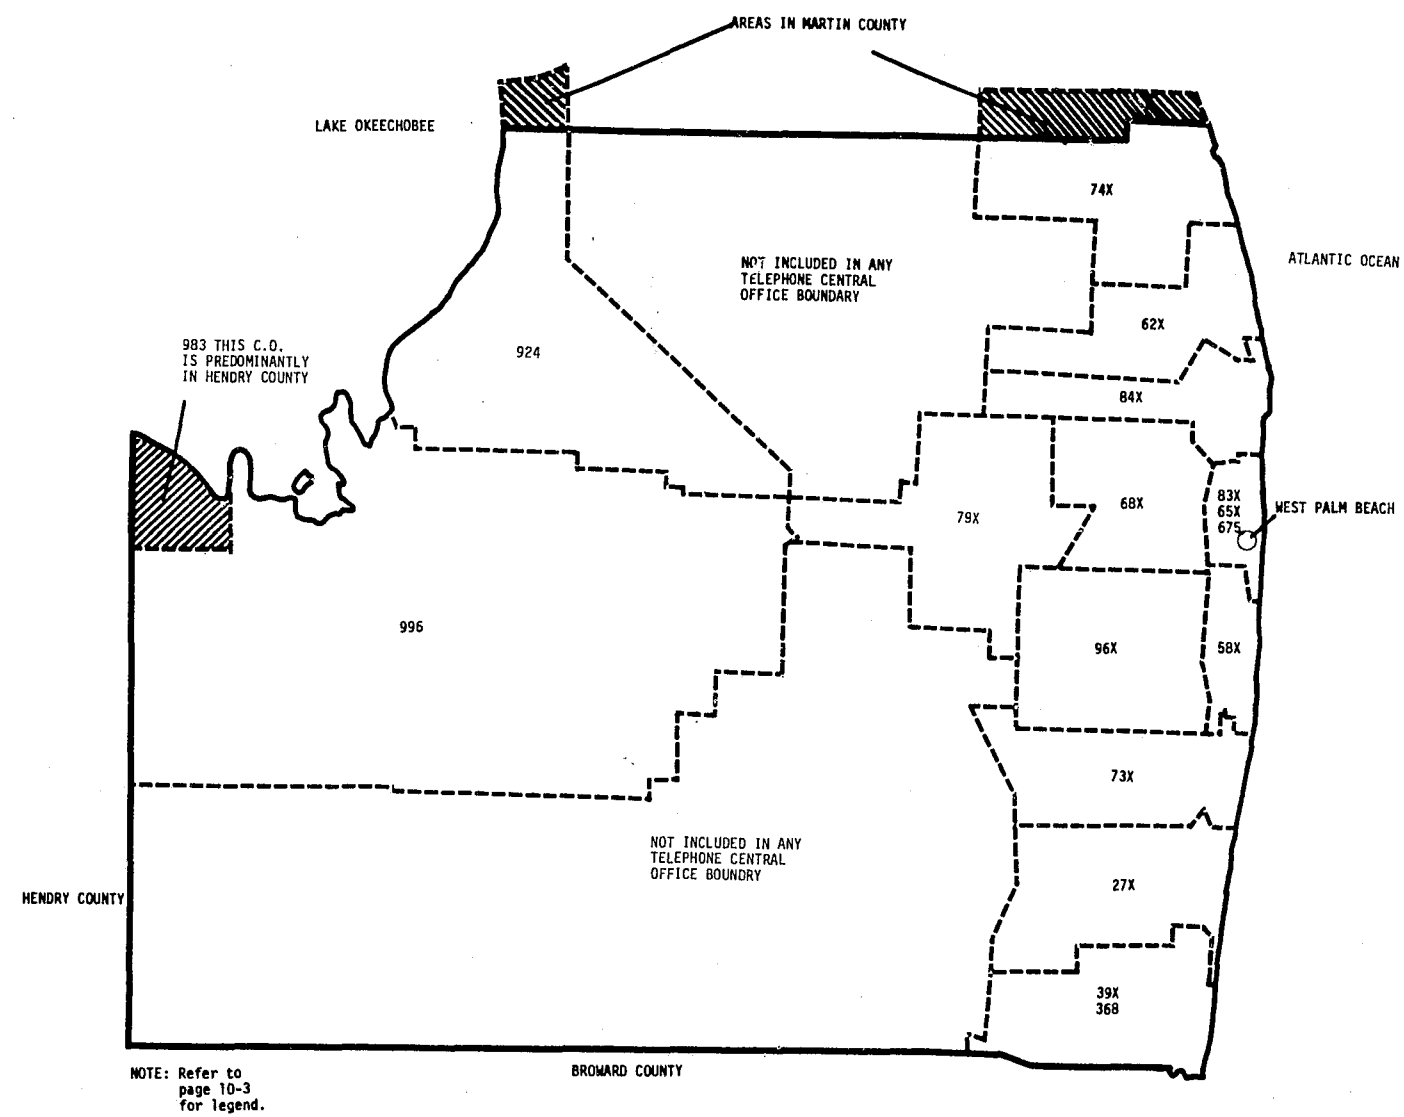 AREAS IN MARTIN COUNTY
LAKE OKEECHOBEE
74X
ATLANTIC OCEAN
NOT INCLUDED IN ANY
TELEPHONE CENTRAL
OFFICE BOUNDARY
62X
983 THIS C.O.
IS PREDOMINANTLY
IN HENDRY COUNTY
924
84X
83X
65X
675
WEST PALM BEACH
68X
79X
996
96X
58X
73X
NOT INCLUDED IN ANY
TELEPHONE CENTRAL
OFFICE BOUNDRY
27X
HENDRY COUNTY
39X
368
BROWARD COUNTY
NOTE: Refer to
page 10-3
for legend.